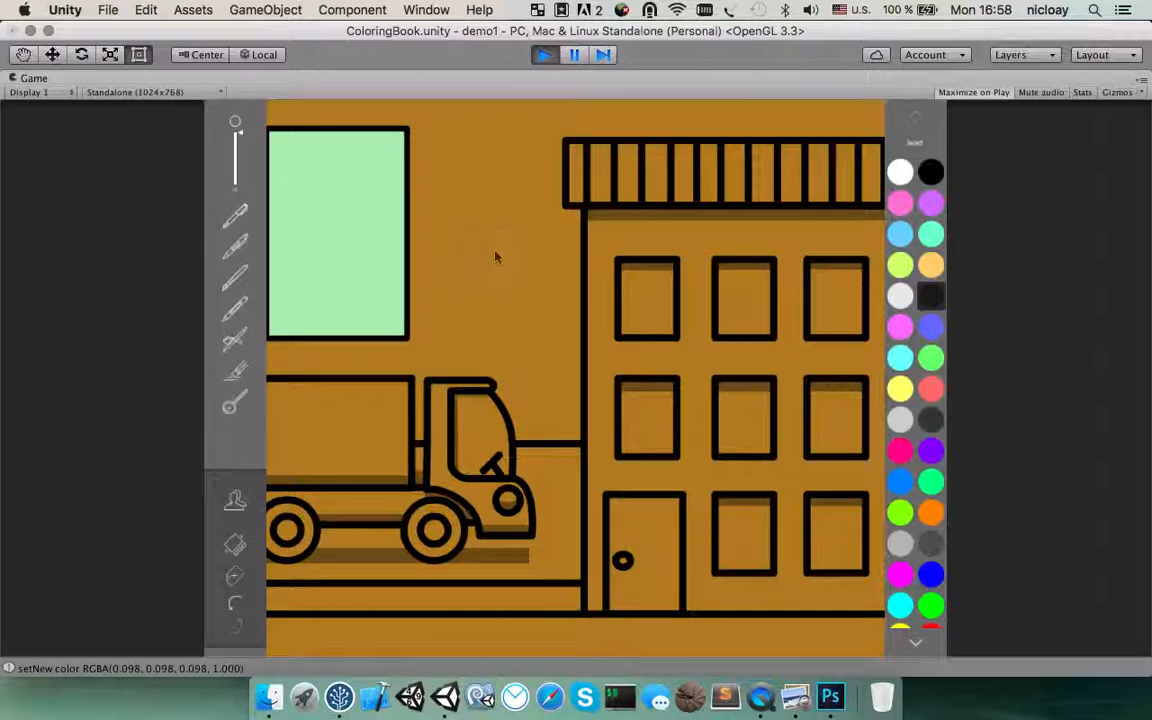 Unity File Edit Assets GameObject Component Window Help 2 U.S. 100 % Mon 16:58 nicloay
ColoringBook.unity - demo1 - PC, Mac & Linux Standalone (Personal) <OpenGL 3.3>
Center Local Account Layers Layout
Game
Display 1 Standalone (1024x768) Maximize on Play Mute audio Stats Gizmos
setNew color RGBA(0.098, 0.098, 0.098, 1.000)
S Ps